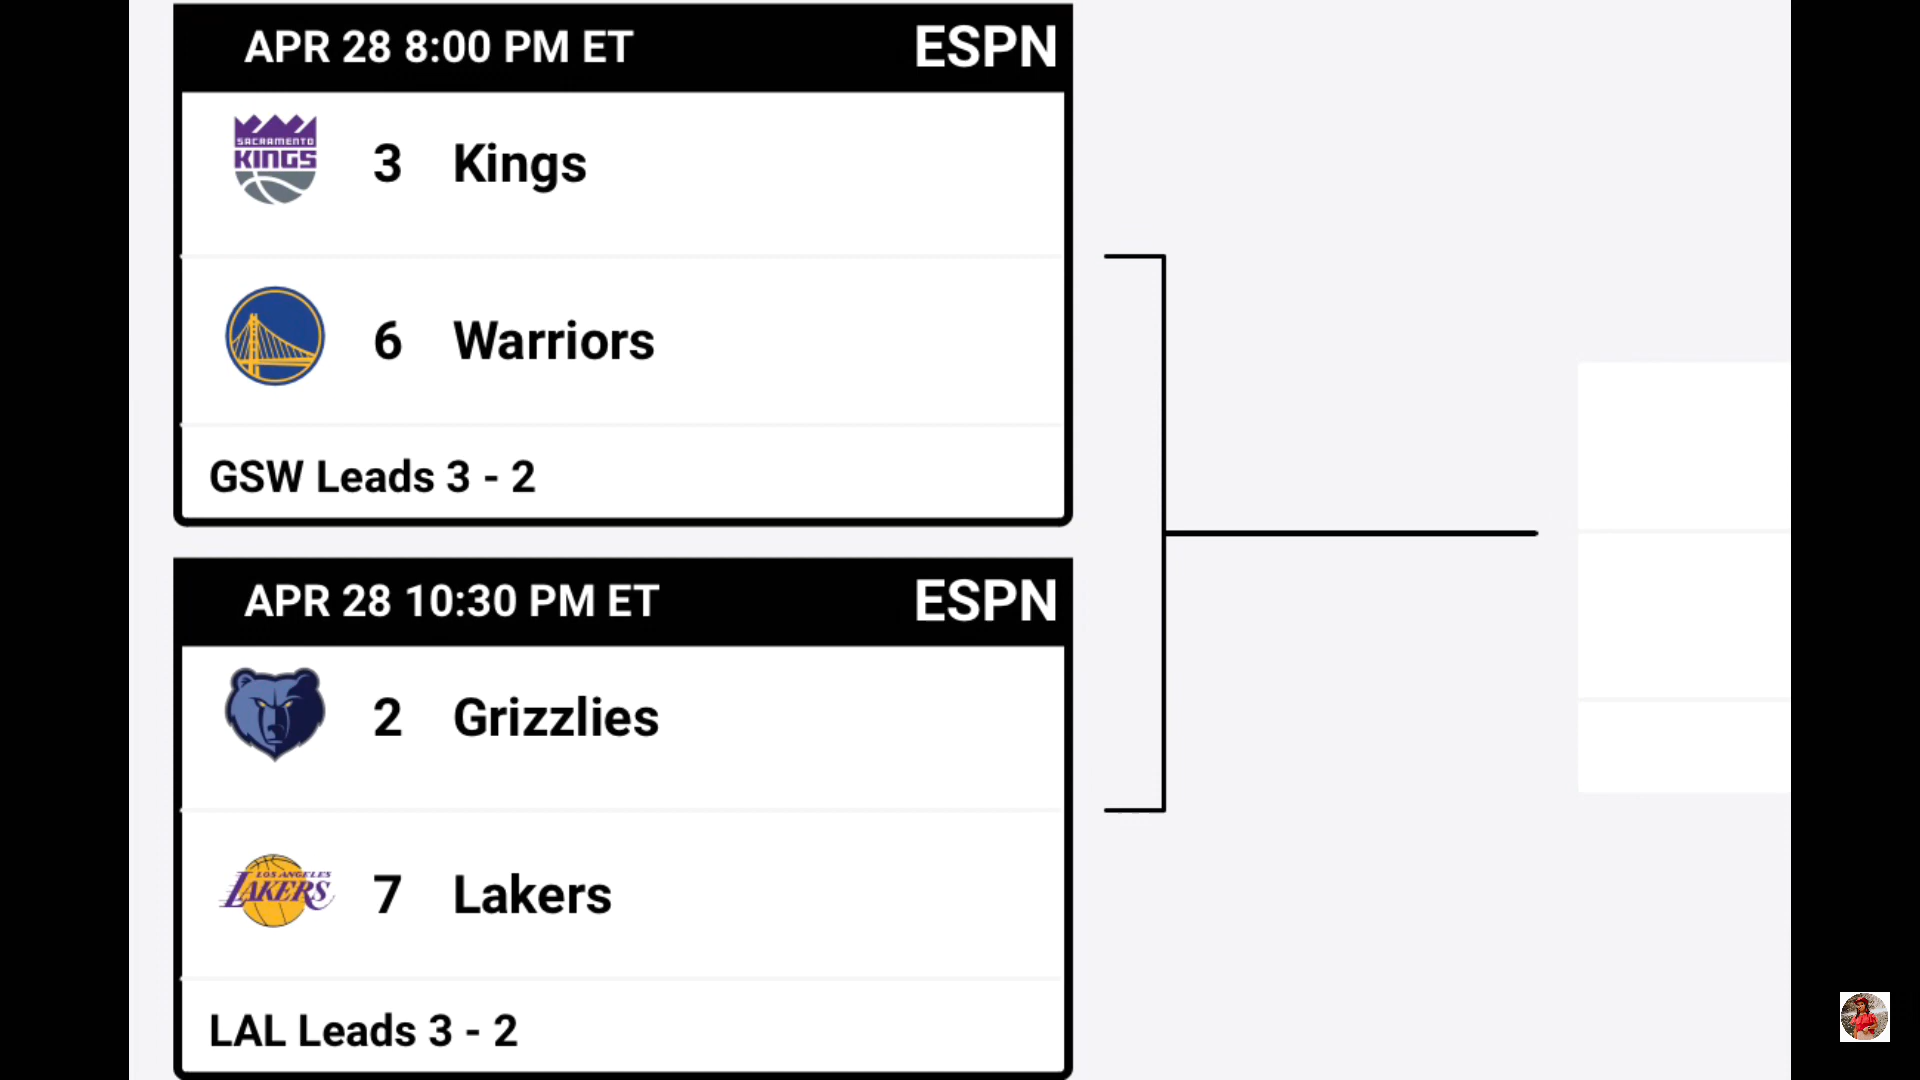 APR 28 8:00 PM ET ESPN
SACRAMENTO
KINGS
3 Kings
6 Warriors
GSW Leads 3 - 2
APR 28 10:30 PM ET ESPN
2 Grizzlies
LOS ANGELES
LAKERS
7 Lakers
LAL Leads 3 - 2